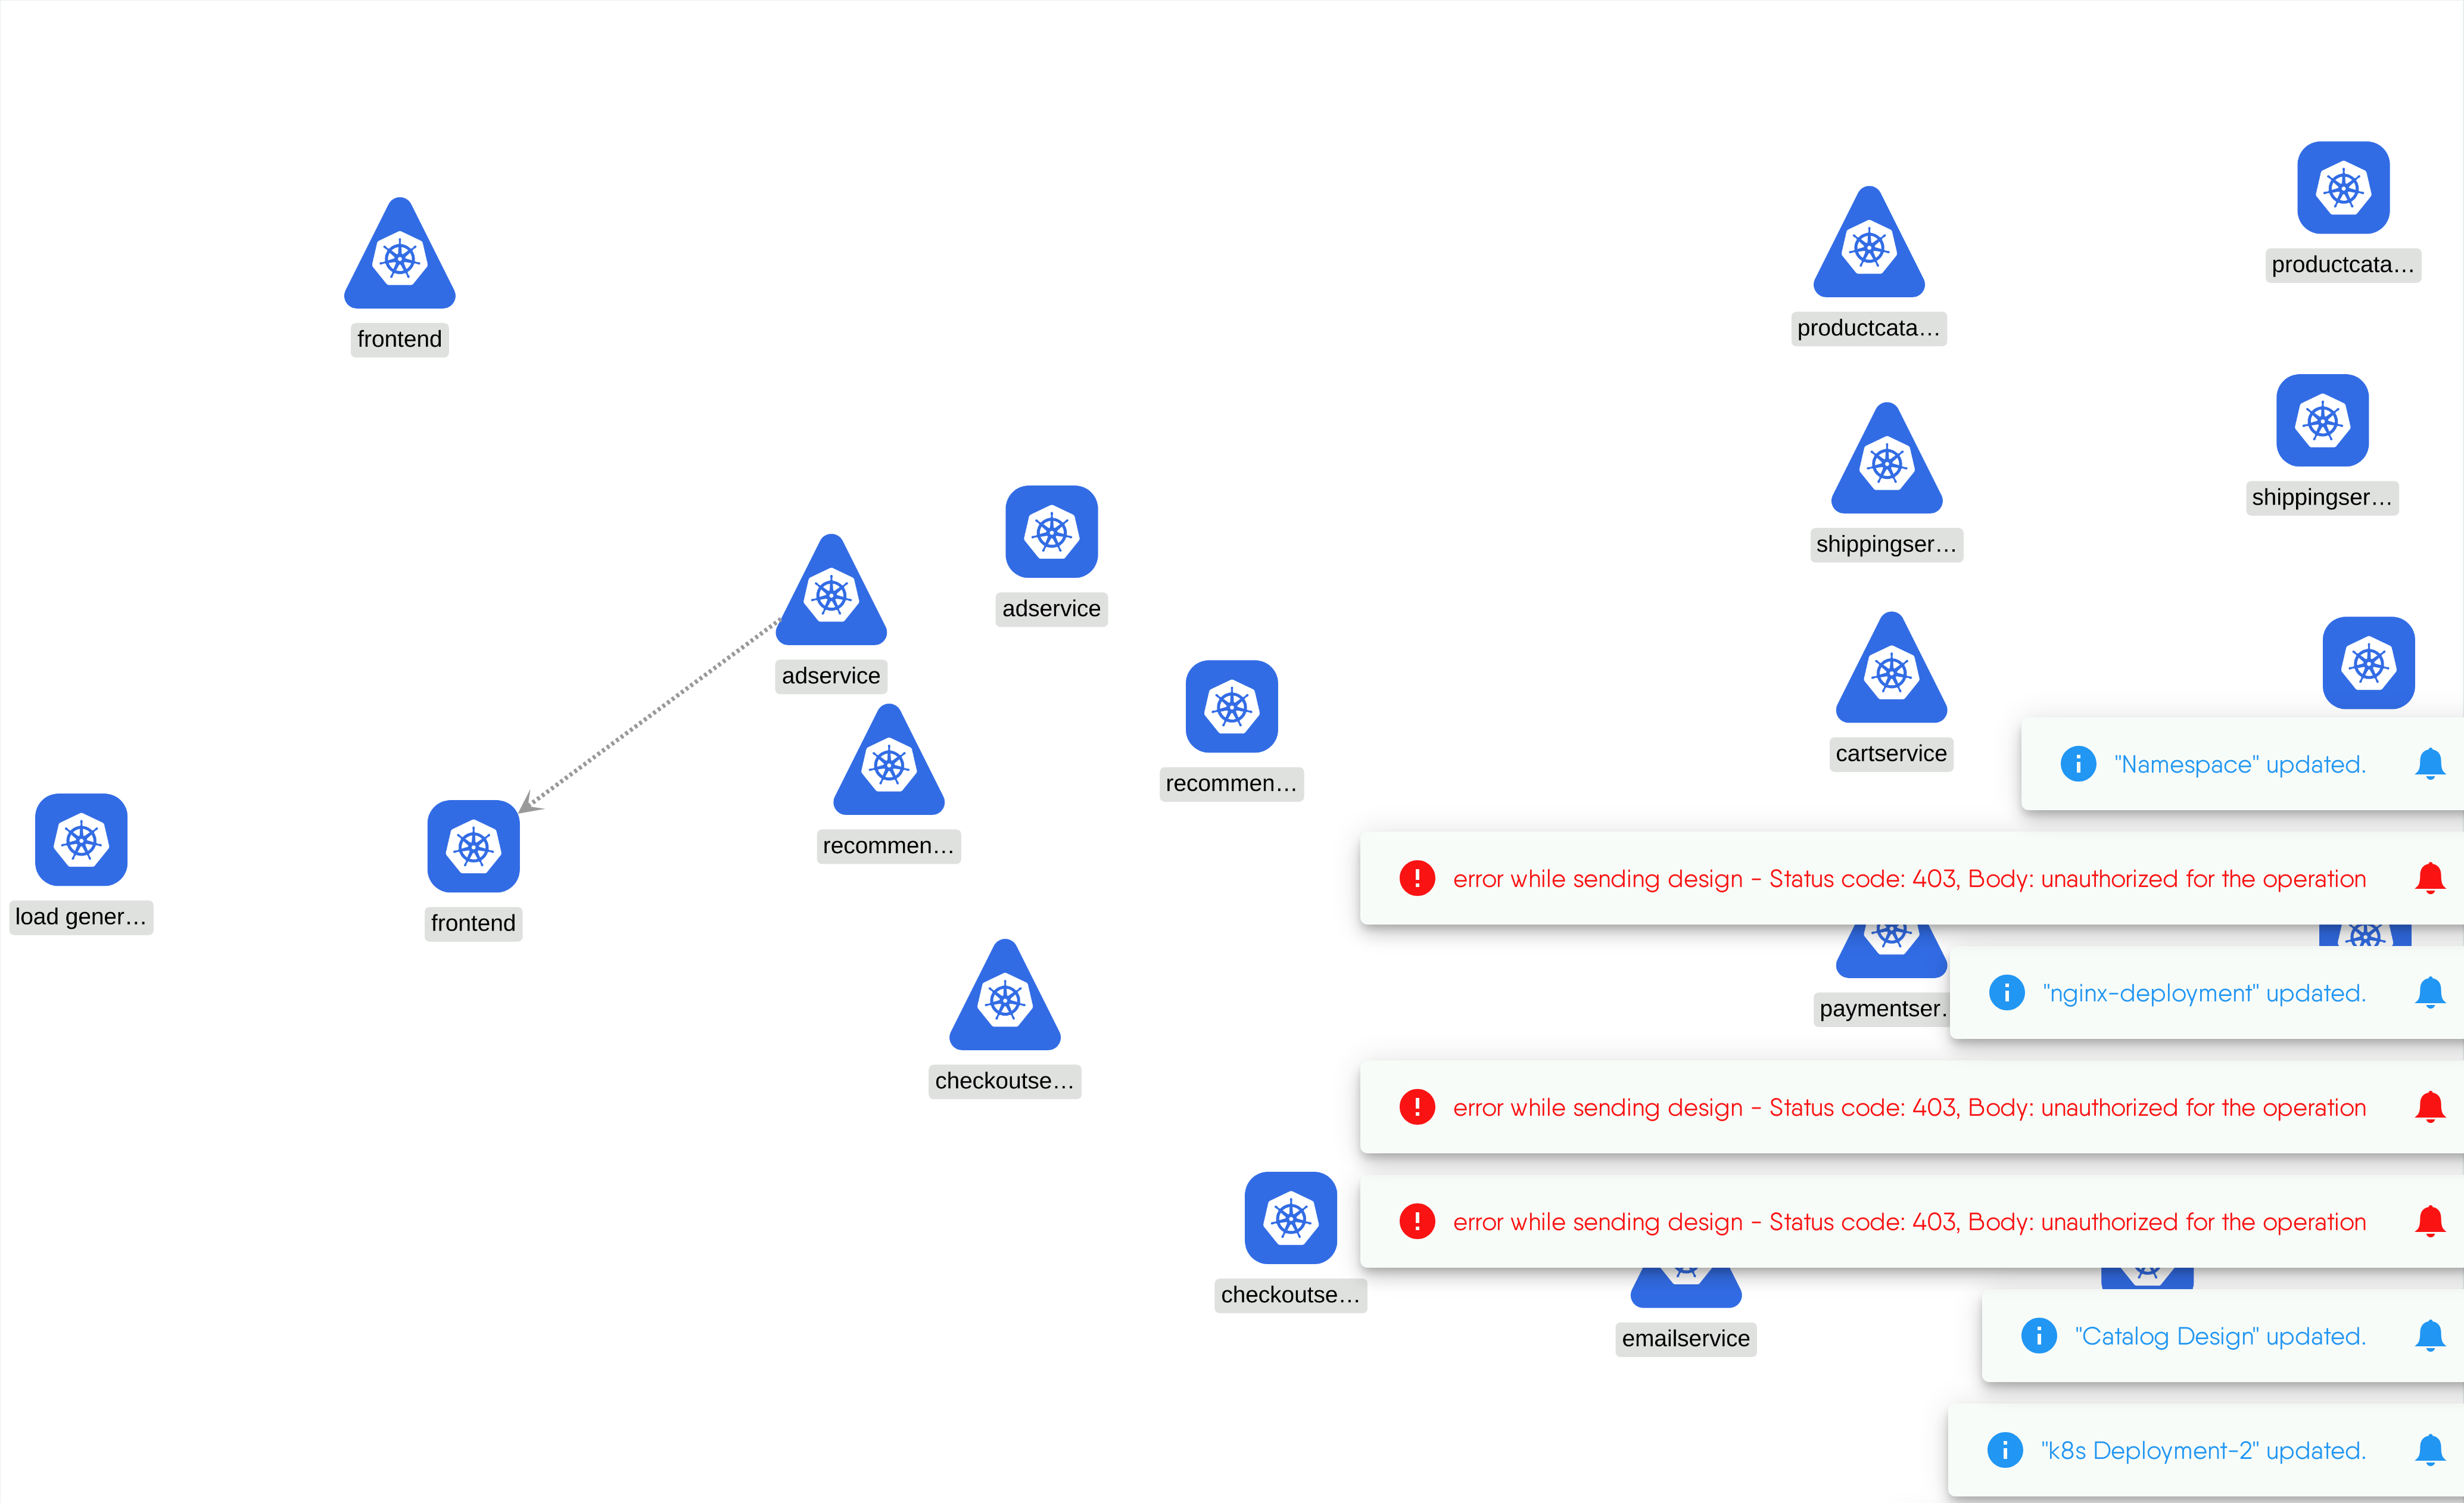 productcata…
productcata…
frontend
shippingser…
shippingser…
adservice
adservice
cartservice
"Namespace" updated.
recommen…
recommen…
error while sending design - Status code: 403, Body: unauthorized for the operation
load gener…
frontend
"nginx-deployment" updated.
paymentser…
checkoutse…
error while sending design - Status code: 403, Body: unauthorized for the operation
error while sending design - Status code: 403, Body: unauthorized for the operation
checkoutse…
emailservice
"Catalog Design" updated.
"k8s Deployment-2" updated.